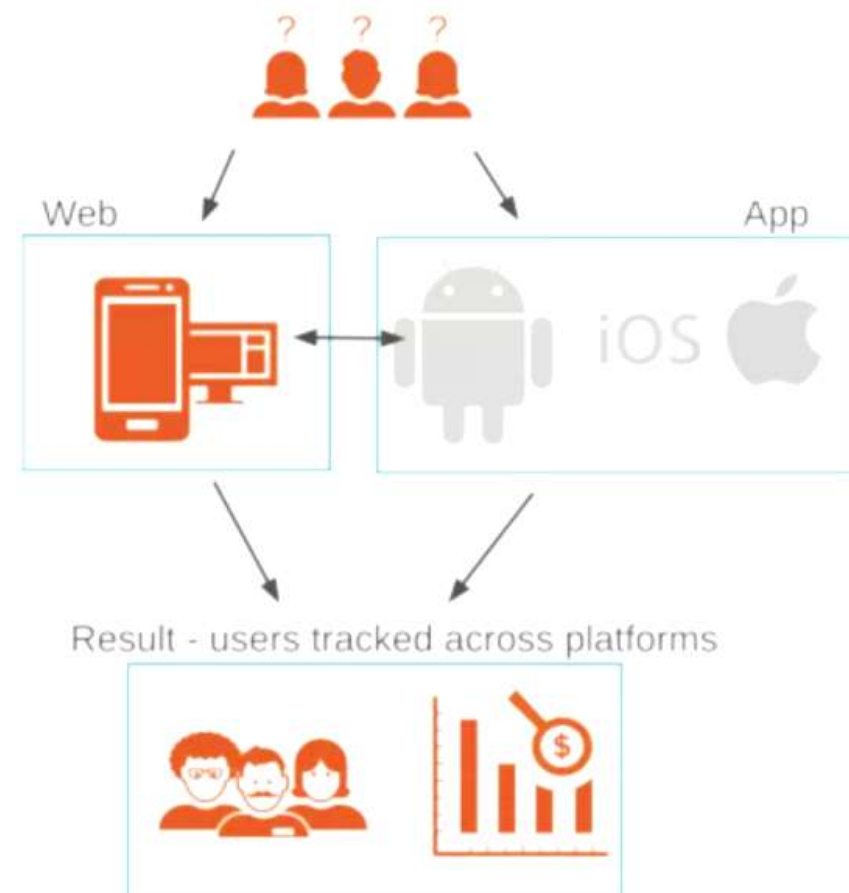 ? ? ?
Web
App
iOS
Result - users tracked across platforms
$